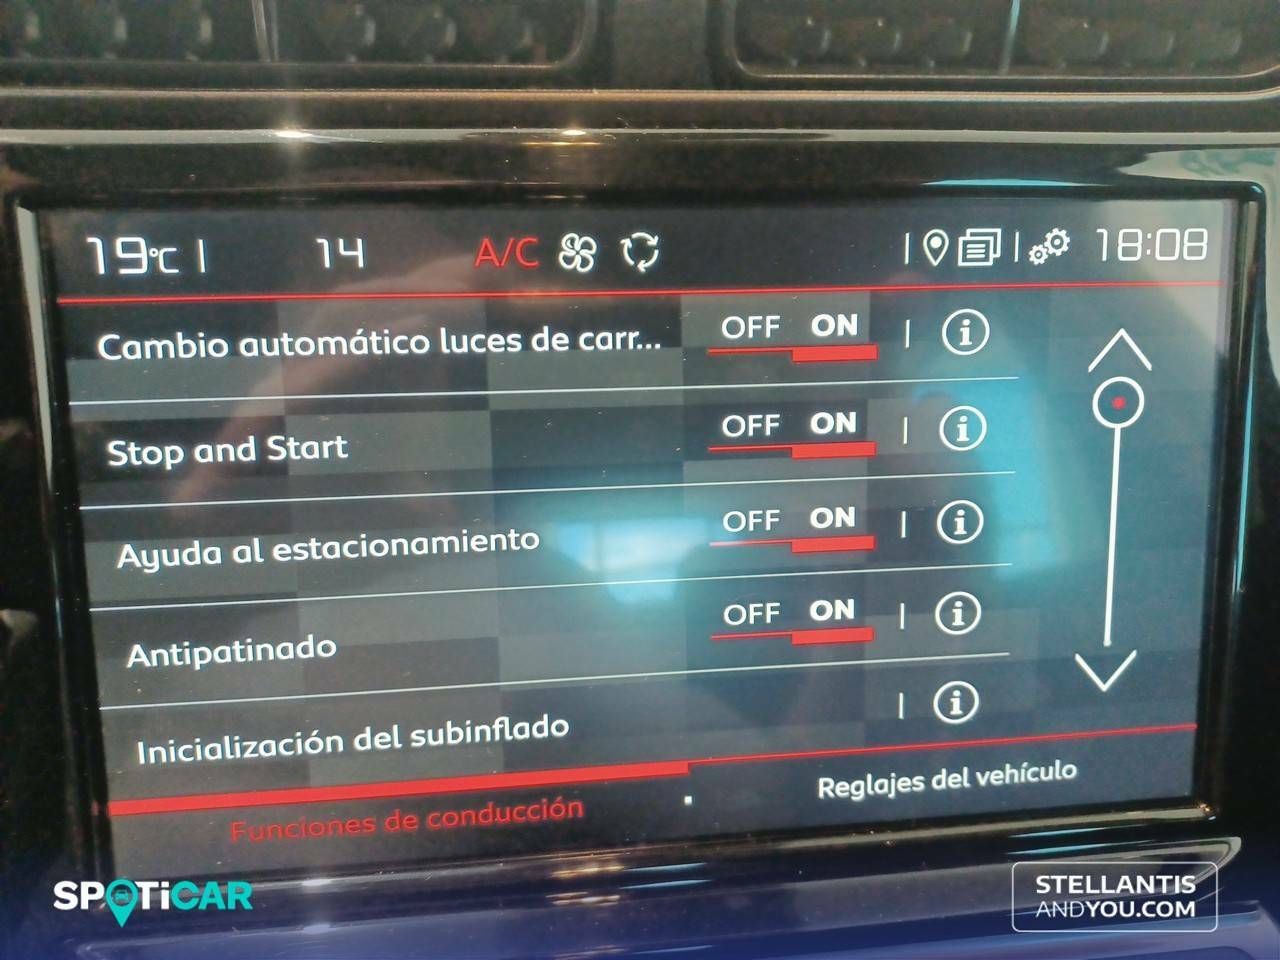 19°C | 14 A/C | | 18:08
Cambio automático luces de carr... OFF ON |
Stop and Start OFF ON |
Ayuda al estacionamiento OFF ON |
Antipatinado OFF ON |
Inicialización del subinflado |
Funciones de conducción Reglajes del vehículo
SPOTiCAR
STELLANTIS
ANDYOU.COM